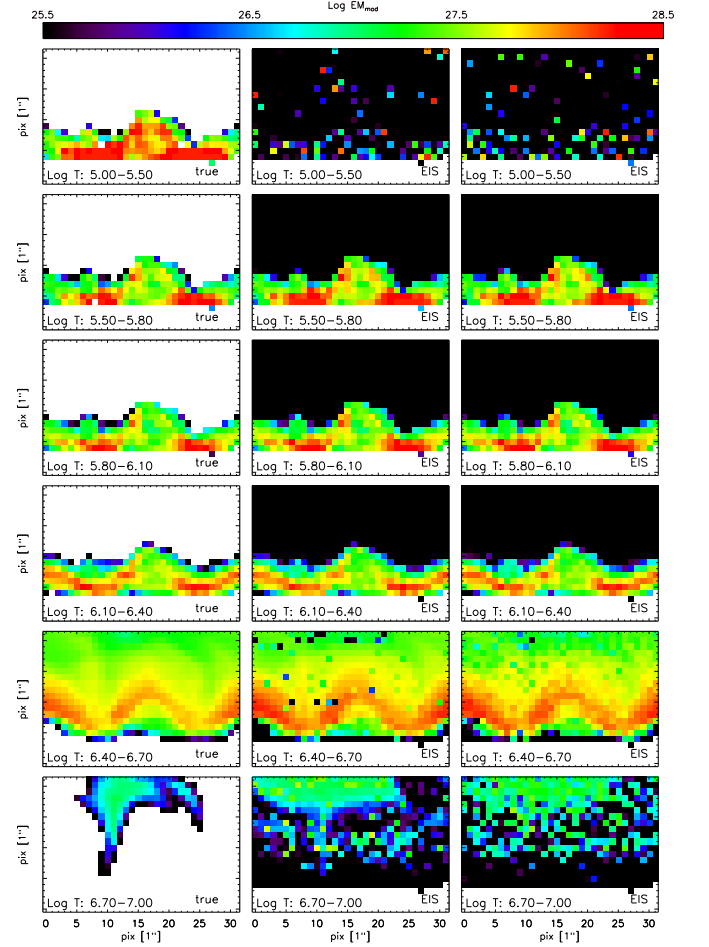 Log EM_mod
25.5 26.5 27.5 28.5
pix [1"]
Log T: 5.00−5.50 true
Log T: 5.00−5.50 EIS
Log T: 5.00−5.50 EIS
pix [1"]
Log T: 5.50−5.80 true
Log T: 5.50−5.80 EIS
Log T: 5.50−5.80 EIS
pix [1"]
Log T: 5.80−6.10 true
Log T: 5.80−6.10 EIS
Log T: 5.80−6.10 EIS
pix [1"]
Log T: 6.10−6.40 true
Log T: 6.10−6.40 EIS
Log T: 6.10−6.40 EIS
pix [1"]
Log T: 6.40−6.70 true
Log T: 6.40−6.70 EIS
Log T: 6.40−6.70 EIS
pix [1"]
Log T: 6.70−7.00 true
Log T: 6.70−7.00 EIS
Log T: 6.70−7.00 EIS
0 5 10 15 20 25 30
0 5 10 15 20 25 30
0 5 10 15 20 25 30
pix [1"]
pix [1"]
pix [1"]